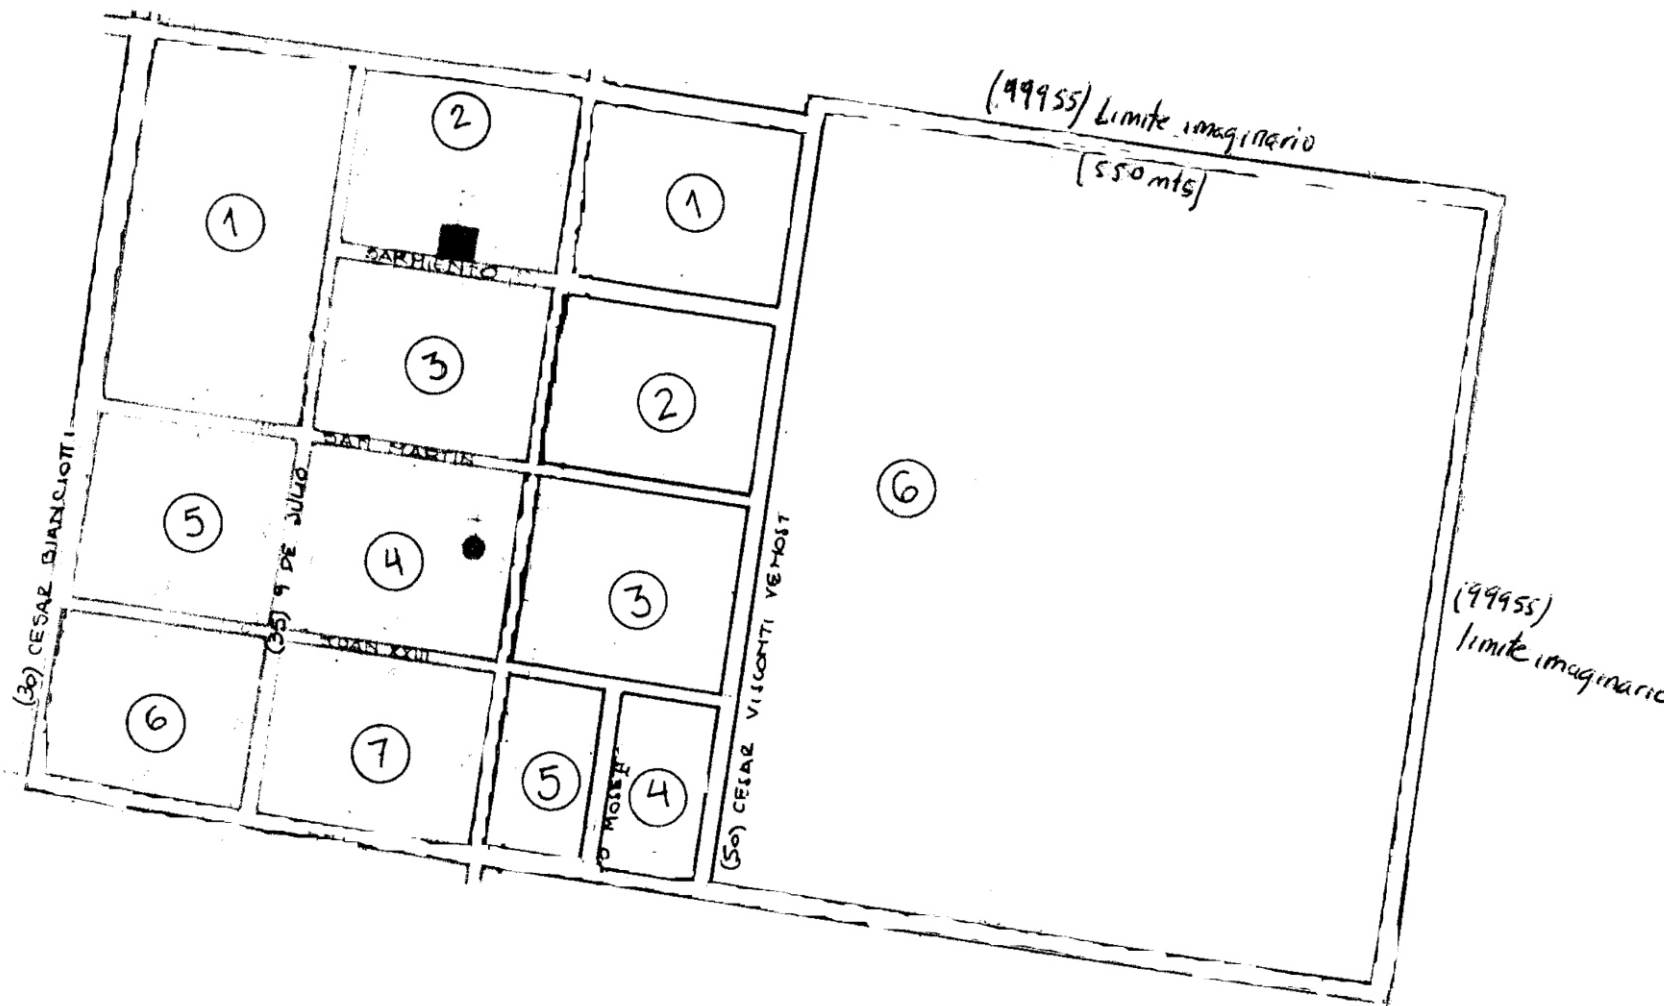 (99955) Limite imaginario
(550 mts)
2
1
1
SARMIENTO
3
2
SAN MARTIN
6
(30) CESAR BIANCIOTTI
5
(35) 9 DE JULIO
4
3
(50) CESAR VISCONTI VEMOST
(99955)
limite imaginario
JUAN XXIII
6
7
5
4